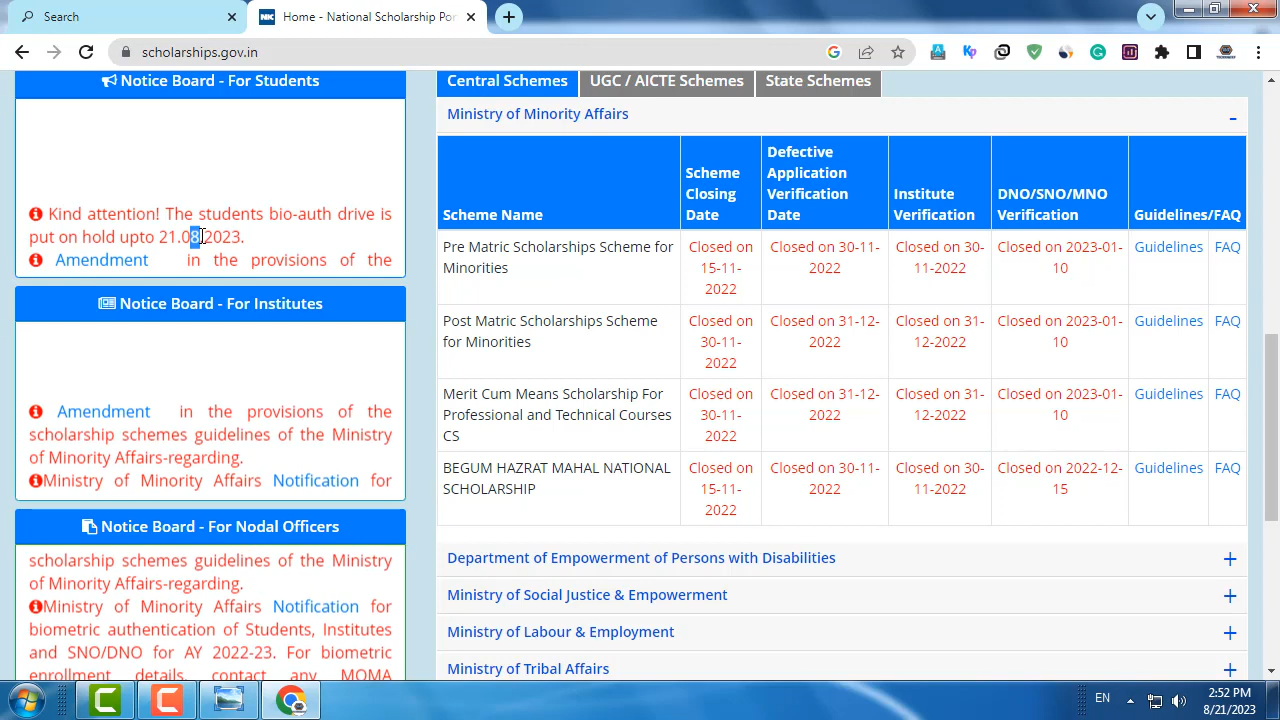 Search
Home - National Scholarship Por
scholarships.gov.in
Notice Board - For Students
Kind attention! The students bio-auth drive is
put on hold upto 21.08.2023.
Amendment in the provisions of the
Notice Board - For Institutes
Amendment in the provisions of the
scholarship schemes guidelines of the Ministry
of Minority Affairs-regarding.
Ministry of Minority Affairs Notification for
Notice Board - For Nodal Officers
scholarship schemes guidelines of the Ministry
of Minority Affairs-regarding.
Ministry of Minority Affairs Notification for
biometric authentication of Students, Institutes
and SNO/DNO for AY 2022-23. For biometric
enrollment details, contact any MOMA
Central Schemes UGC / AICTE Schemes State Schemes
Ministry of Minority Affairs
Scheme Name
Scheme
Closing
Date
Defective
Application
Verification
Date
Institute
Verification
DNO/SNO/MNO
Verification
Guidelines/FAQ
Pre Matric Scholarships Scheme for
Minorities
Closed on
15-11-
2022
Closed on 30-11-
2022
Closed on 30-
11-2022
Closed on 2023-01-
10
Guidelines FAQ
Post Matric Scholarships Scheme
for Minorities
Closed on
30-11-
2022
Closed on 31-12-
2022
Closed on 31-
12-2022
Closed on 2023-01-
10
Guidelines FAQ
Merit Cum Means Scholarship For
Professional and Technical Courses
CS
Closed on
30-11-
2022
Closed on 31-12-
2022
Closed on 31-
12-2022
Closed on 2023-01-
10
Guidelines FAQ
BEGUM HAZRAT MAHAL NATIONAL
SCHOLARSHIP
Closed on
15-11-
2022
Closed on 30-11-
2022
Closed on 30-
11-2022
Closed on 2022-12-
15
Guidelines FAQ
Department of Empowerment of Persons with Disabilities
Ministry of Social Justice & Empowerment
Ministry of Labour & Employment
Ministry of Tribal Affairs
EN
2:52 PM
8/21/2023